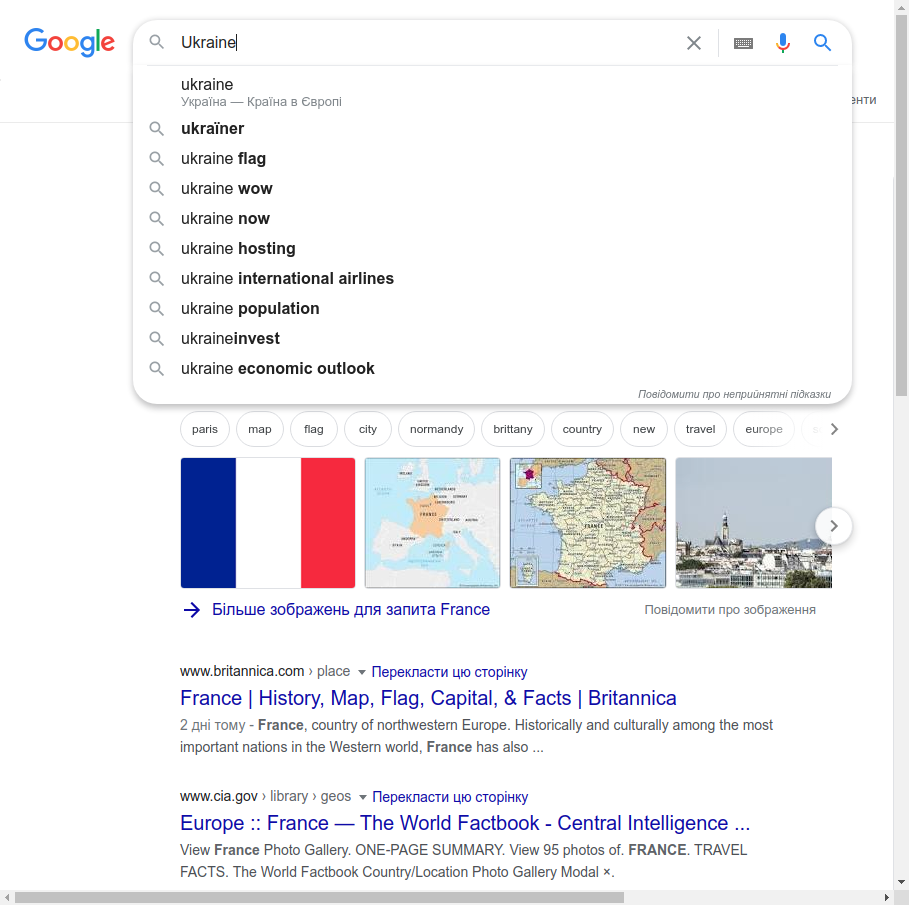 Google
Ukraine
ukraine
Україна — Країна в Європі
енти
ukraïner
ukraine flag
ukraine wow
ukraine now
ukraine hosting
ukraine international airlines
ukraine population
ukraineinvest
ukraine economic outlook
Повідомити про неприйнятні підказки
paris map flag city normandy brittany country new travel europe
FRANCE
FRANCE
Більше зображень для запита France
Повідомити про зображення
www.britannica.com › place Перекласти цю сторінку
France | History, Map, Flag, Capital, & Facts | Britannica
2 дні тому - France, country of northwestern Europe. Historically and culturally among the most
important nations in the Western world, France has also ...
www.cia.gov › library › geos Перекласти цю сторінку
Europe :: France — The World Factbook - Central Intelligence ...
View France Photo Gallery. ONE-PAGE SUMMARY. View 95 photos of. FRANCE. TRAVEL
FACTS. The World Factbook Country/Location Photo Gallery Modal ×.